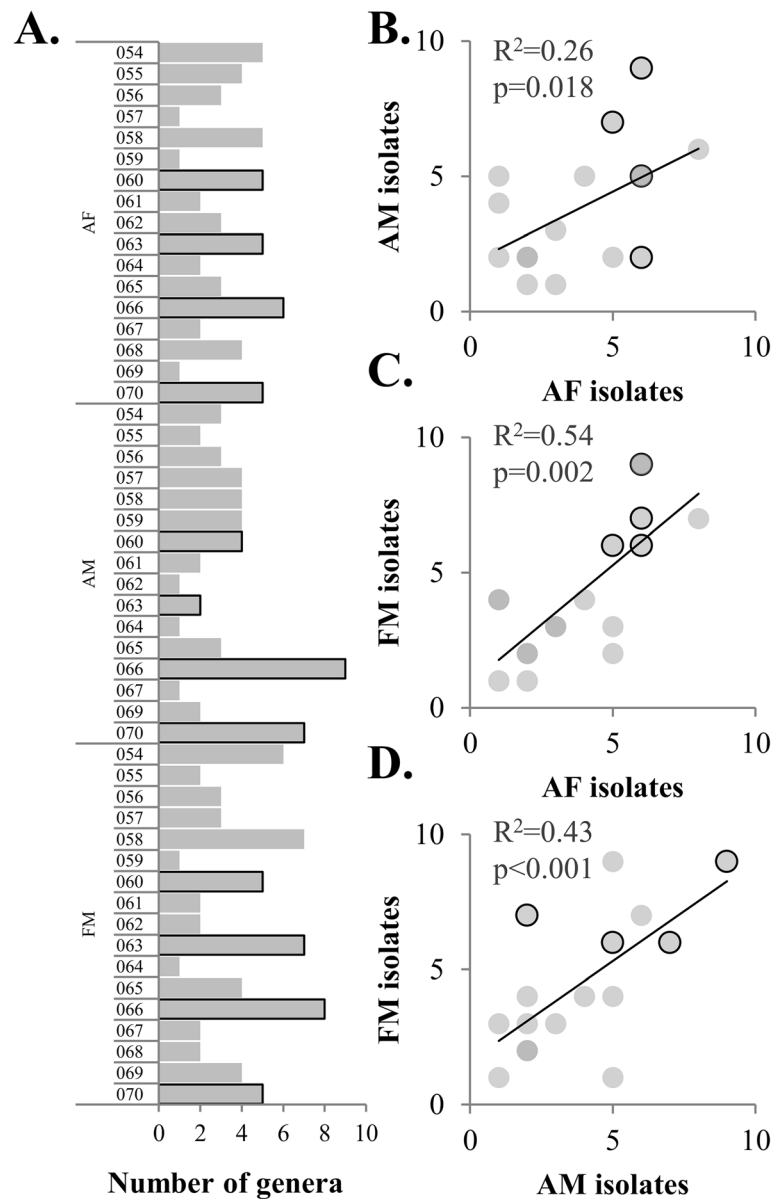 A.
AF
054
055
056
057
058
059
060
061
062
063
064
065
066
067
068
069
070
AM
054
055
056
057
058
059
060
061
062
063
064
065
066
067
069
070
FM
054
055
056
057
058
059
060
061
062
063
064
065
066
067
068
069
070
0 2 4 6 8 10
Number of genera
B.
R²=0.26
p=0.018
10
5
0
AM isolates
0 5 10
AF isolates
C.
R²=0.54
p=0.002
10
5
0
FM isolates
0 5 10
AF isolates
D.
R²=0.43
p<0.001
10
5
0
FM isolates
0 5 10
AM isolates